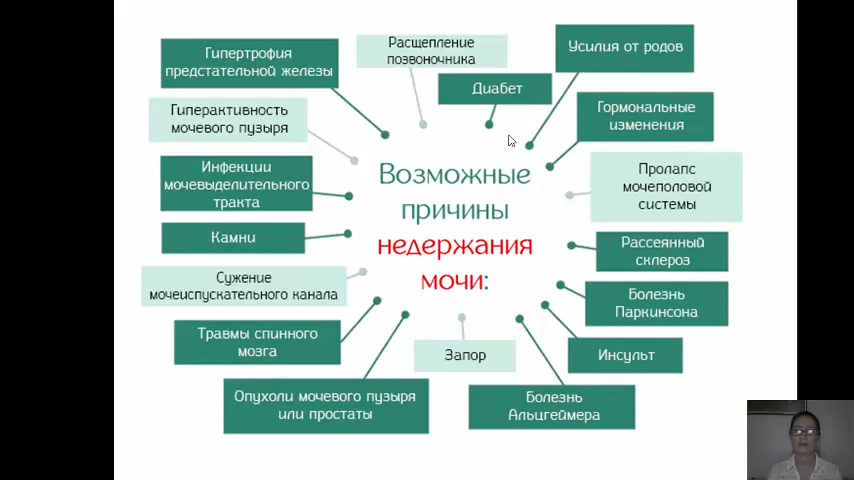 Расщепление
позвоночника
Усилия от родов
Гипертрофия
предстательной железы
Диабет
Гиперактивность
мочевого пузыря
Гормональные
изменения
Возможные
причины
недержания
мочи:
Инфекции
мочевыделительного
тракта
Пролапс
мочеполовой
системы
Камни
Рассеянный
склероз
Сужение
мочеиспускательного канала
Болезнь
Паркинсона
Травмы спинного
мозга
Запор
Инсульт
Опухоли мочевого пузыря
или простаты
Болезнь
Альцгеймера